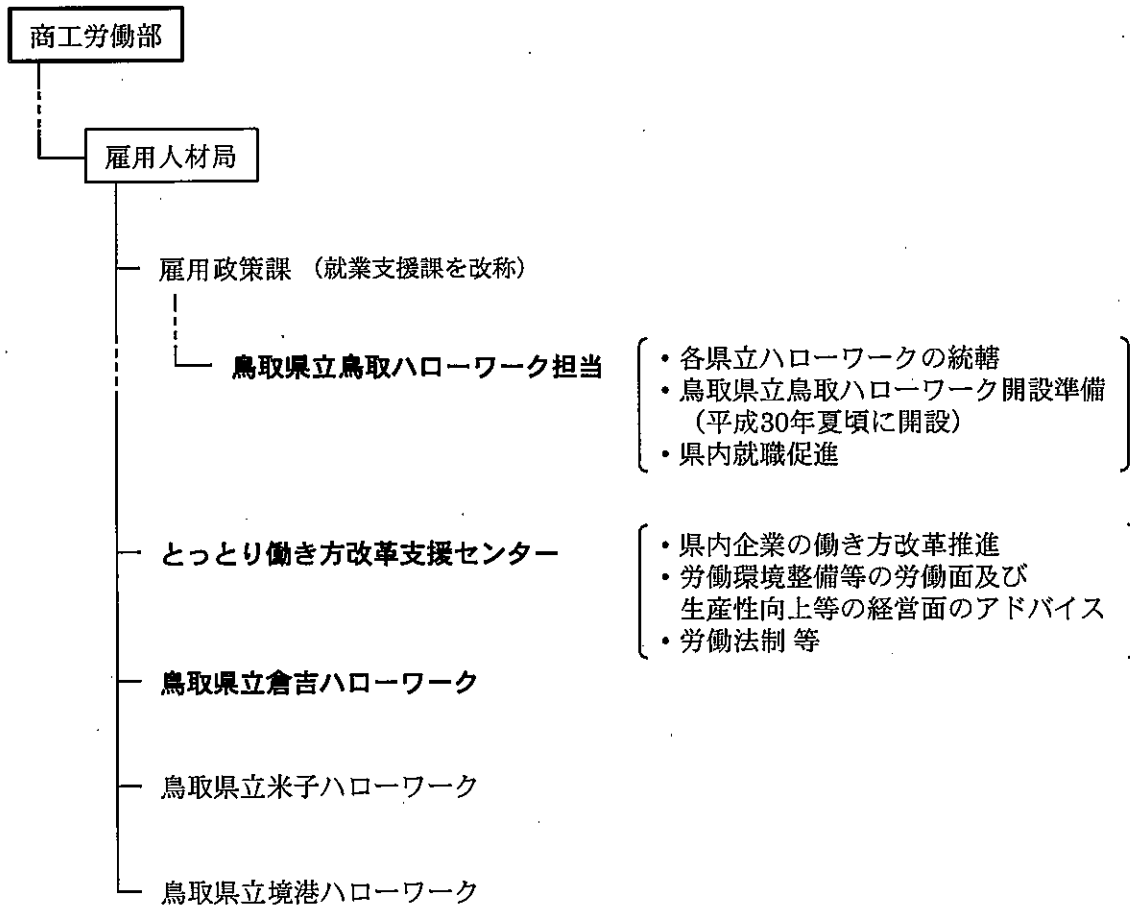 商工労働部
雇用人材局
雇用政策課 (就業支援課を改称)
鳥取県立鳥取ハローワーク担当
・各県立ハローワークの統轄
・鳥取県立鳥取ハローワーク開設準備
(平成30年夏頃に開設)
・県内就職促進
とっとり働き方改革支援センター
・県内企業の働き方改革推進
・労働環境整備等の労働面及び
生産性向上等の経営面のアドバイス
・労働法制 等
鳥取県立倉吉ハローワーク
鳥取県立米子ハローワーク
鳥取県立境港ハローワーク